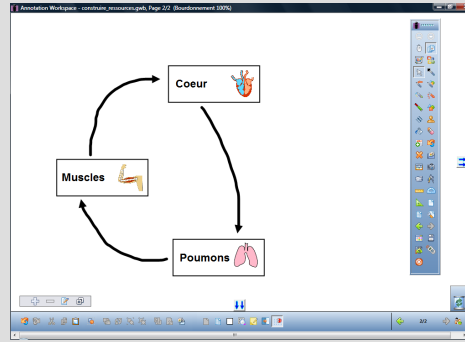 Annotation Workspace - construire_ressources.gwb, Page 2/2 (Bourdonnement 100%)
Coeur
Muscles
Poumons
2/2